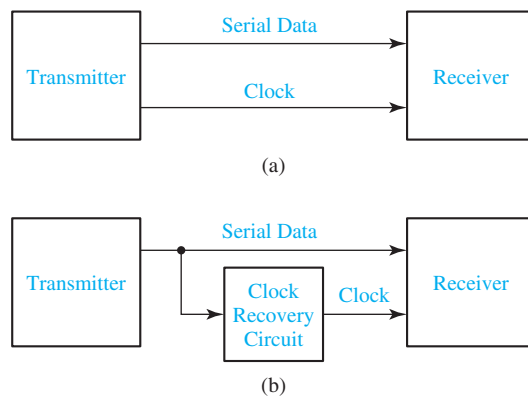 Serial Data
Transmitter
Receiver
Clock
(a)
Serial Data
Transmitter
Clock
Recovery
Circuit
Clock
Receiver
(b)